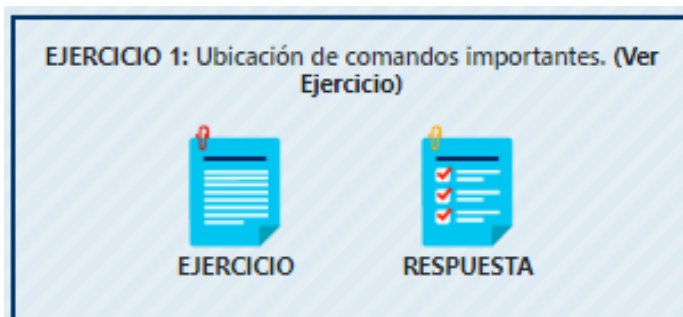 EJERCICIO 1: Ubicación de comandos importantes. (Ver
Ejercicio)
EJERCICIO
RESPUESTA